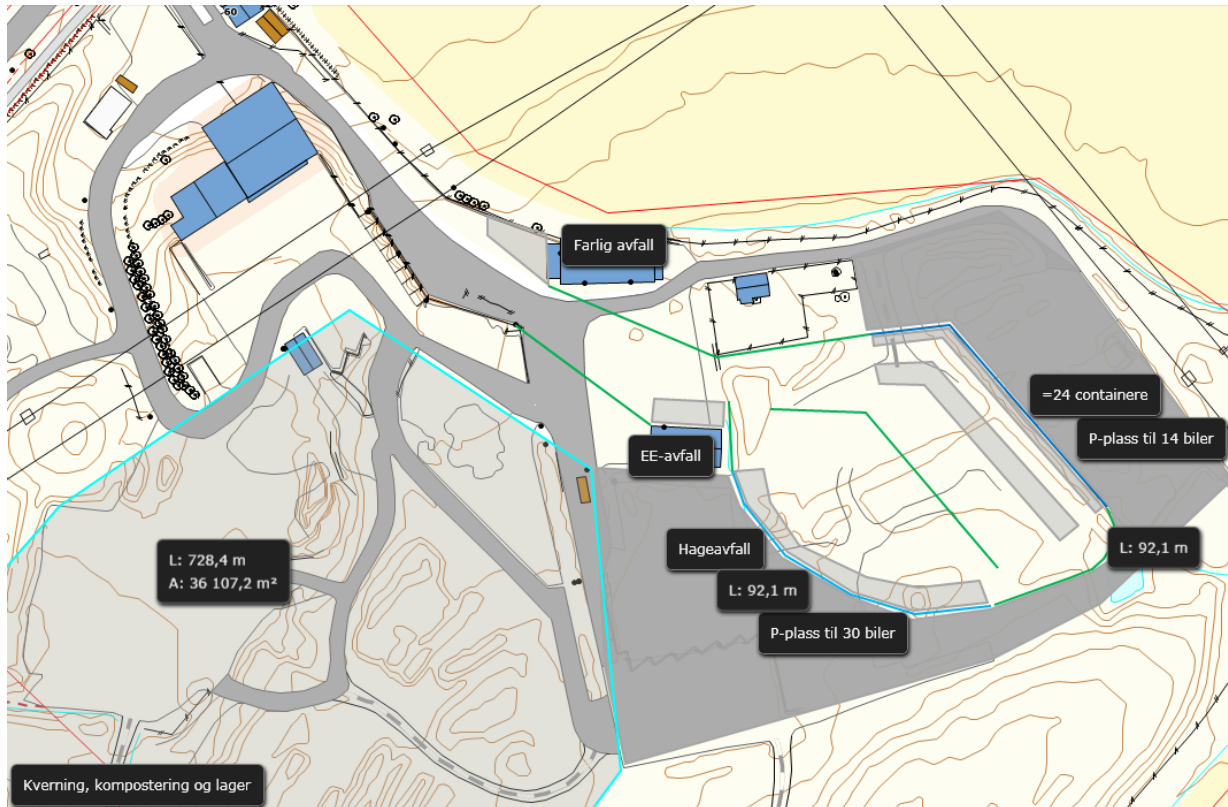 60
Farlig avfall
=24 containere
P-plass til 14 biler
EE-avfall
Hageavfall
L: 92,1 m
L: 728,4 m
A: 36 107,2 m²
L: 92,1 m
P-plass til 30 biler
Kverning, kompostering og lager